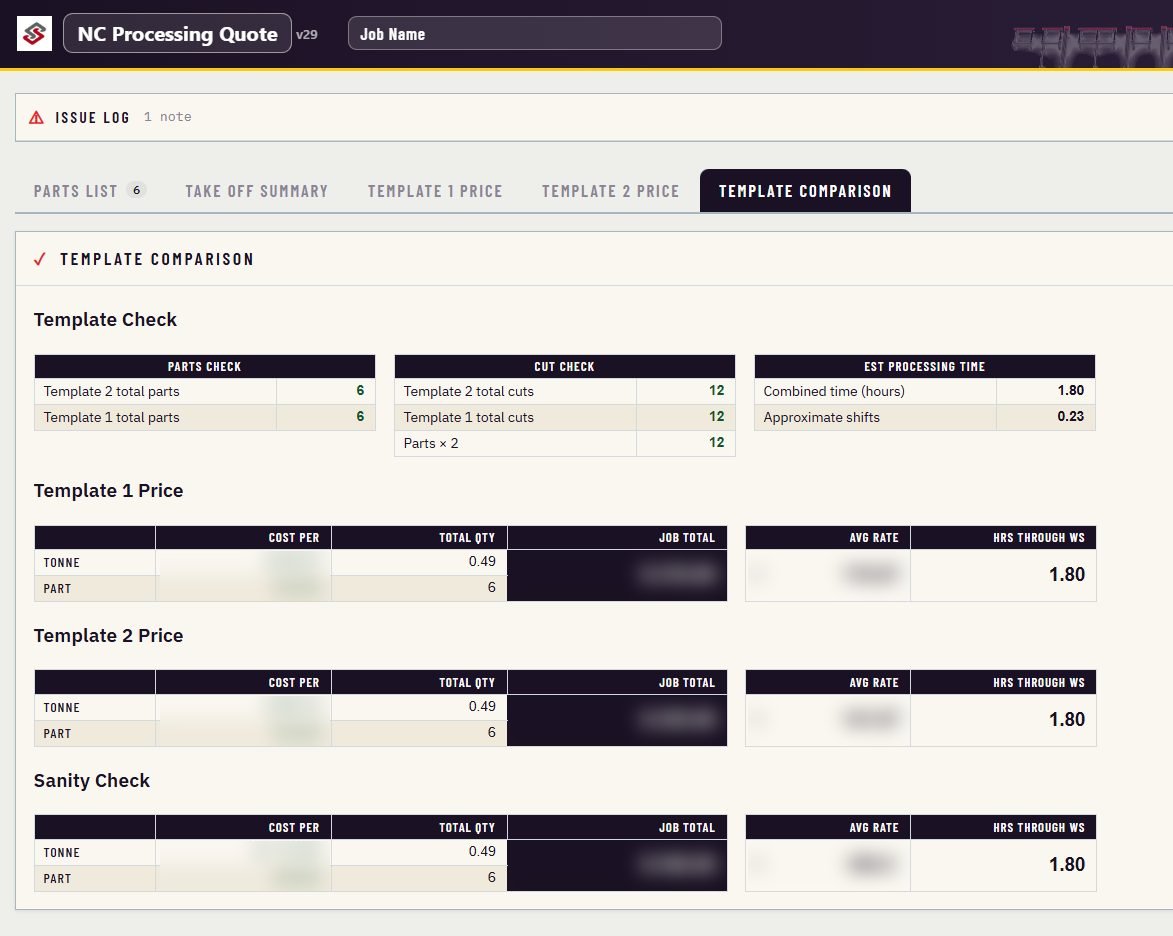 NC Processing Quote v29 Job Name
ISSUE LOG 1 note
PARTS LIST 6 TAKE OFF SUMMARY TEMPLATE 1 PRICE TEMPLATE 2 PRICE TEMPLATE COMPARISON
TEMPLATE COMPARISON
Template Check
PARTS CHECK
Template 2 total parts 6
Template 1 total parts 6
CUT CHECK
Template 2 total cuts 12
Template 1 total cuts 12
Parts × 2 12
EST PROCESSING TIME
Combined time (hours) 1.80
Approximate shifts 0.23
Template 1 Price
COST PER TOTAL QTY JOB TOTAL AVG RATE HRS THROUGH WS
TONNE 0.49
PART 6
1.80
Template 2 Price
COST PER TOTAL QTY JOB TOTAL AVG RATE HRS THROUGH WS
TONNE 0.49
PART 6
1.80
Sanity Check
COST PER TOTAL QTY JOB TOTAL AVG RATE HRS THROUGH WS
TONNE 0.49
PART 6
1.80